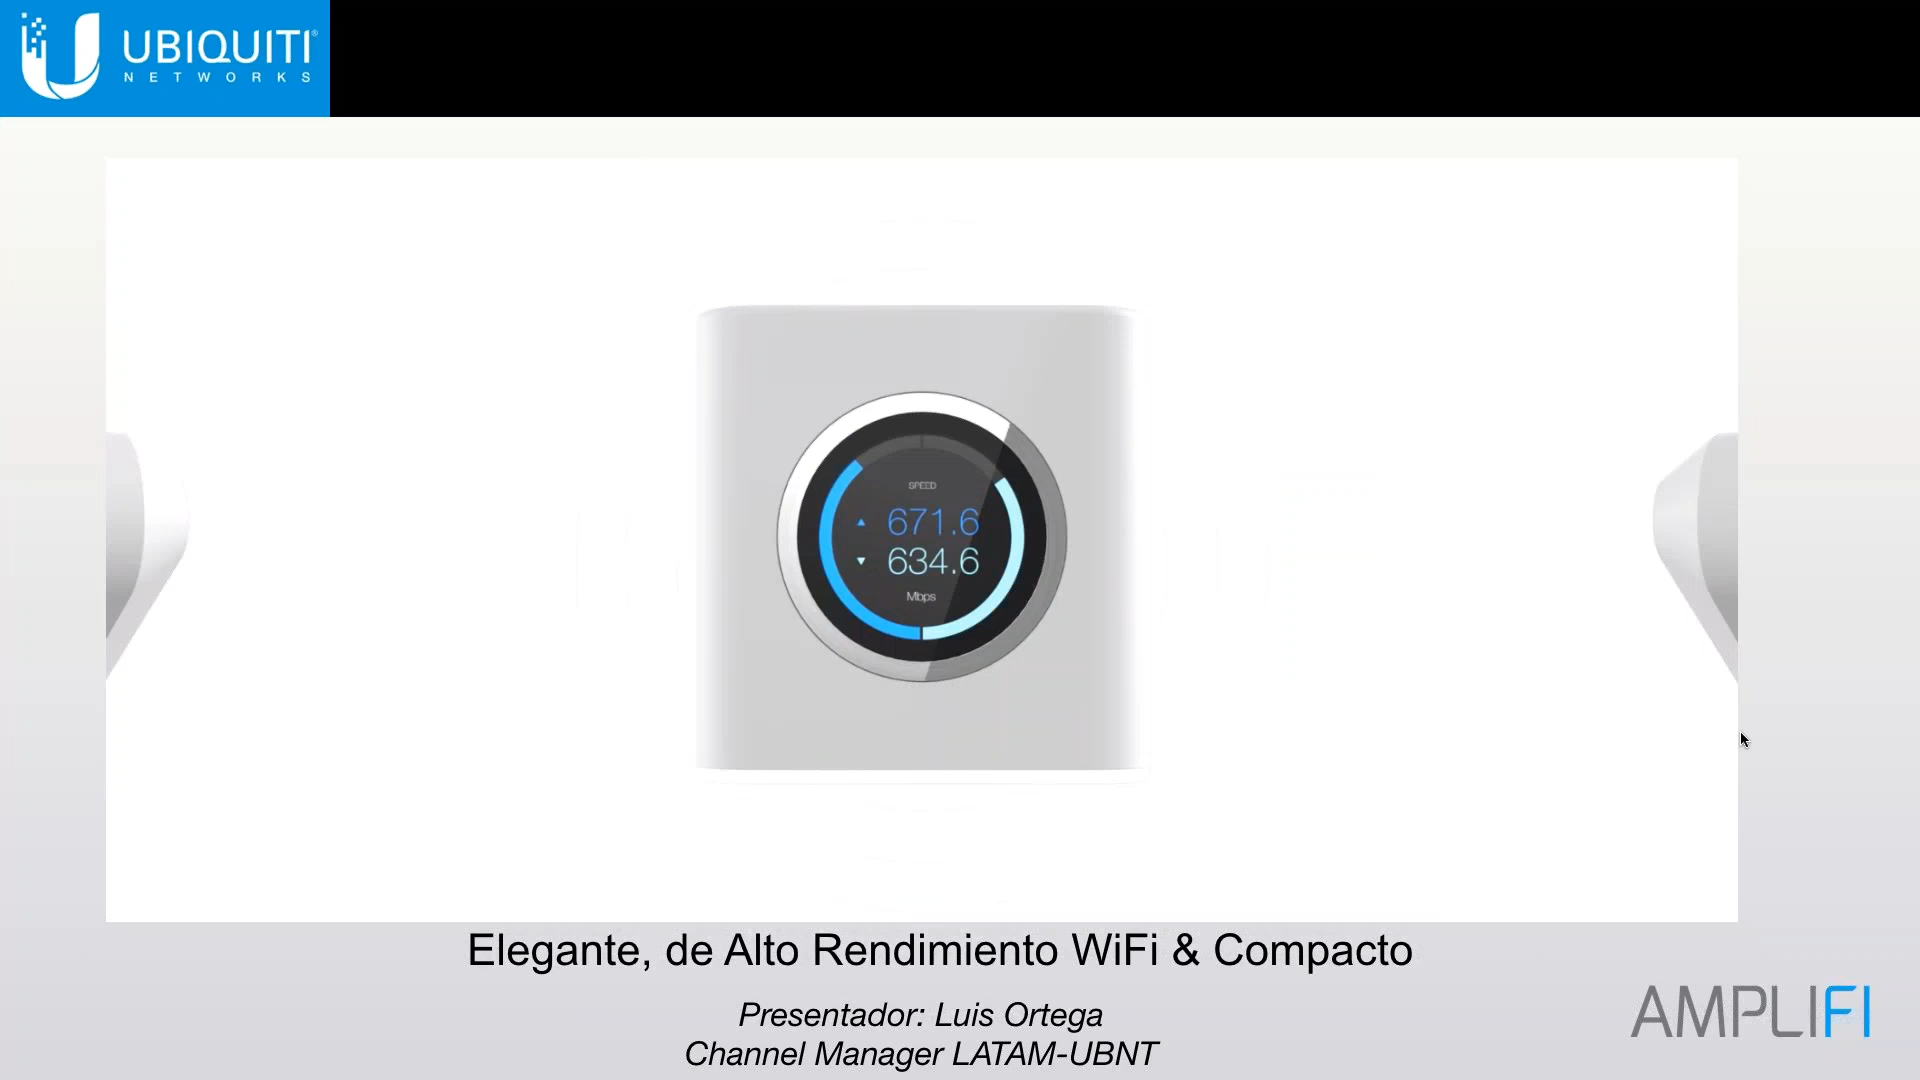 UBIQUITI®
NETWORKS
SPEED
671.6
634.6
Mbps
Elegante, de Alto Rendimiento WiFi & Compacto
Presentador: Luis Ortega
Channel Manager LATAM-UBNT
AMPLIFI